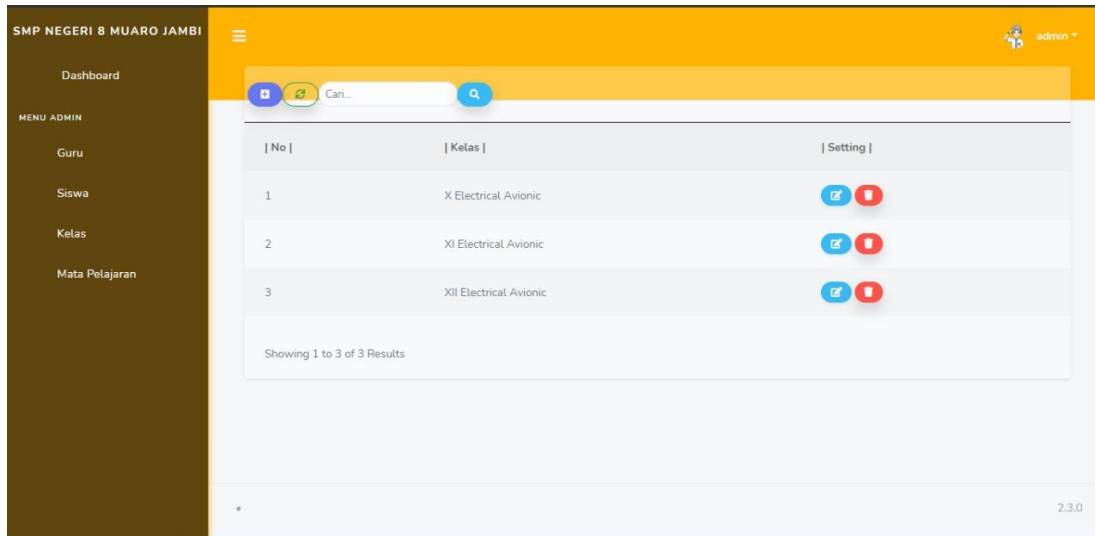 SMP NEGERI 8 MUARO JAMBI
admin
Dashboard
Cari...
MENU ADMIN
Guru
Siswa
Kelas
Mata Pelajaran
| No | | Kelas | | Setting |
1 X Electrical Avionic
2 XI Electrical Avionic
3 XII Electrical Avionic
Showing 1 to 3 of 3 Results
2.3.0